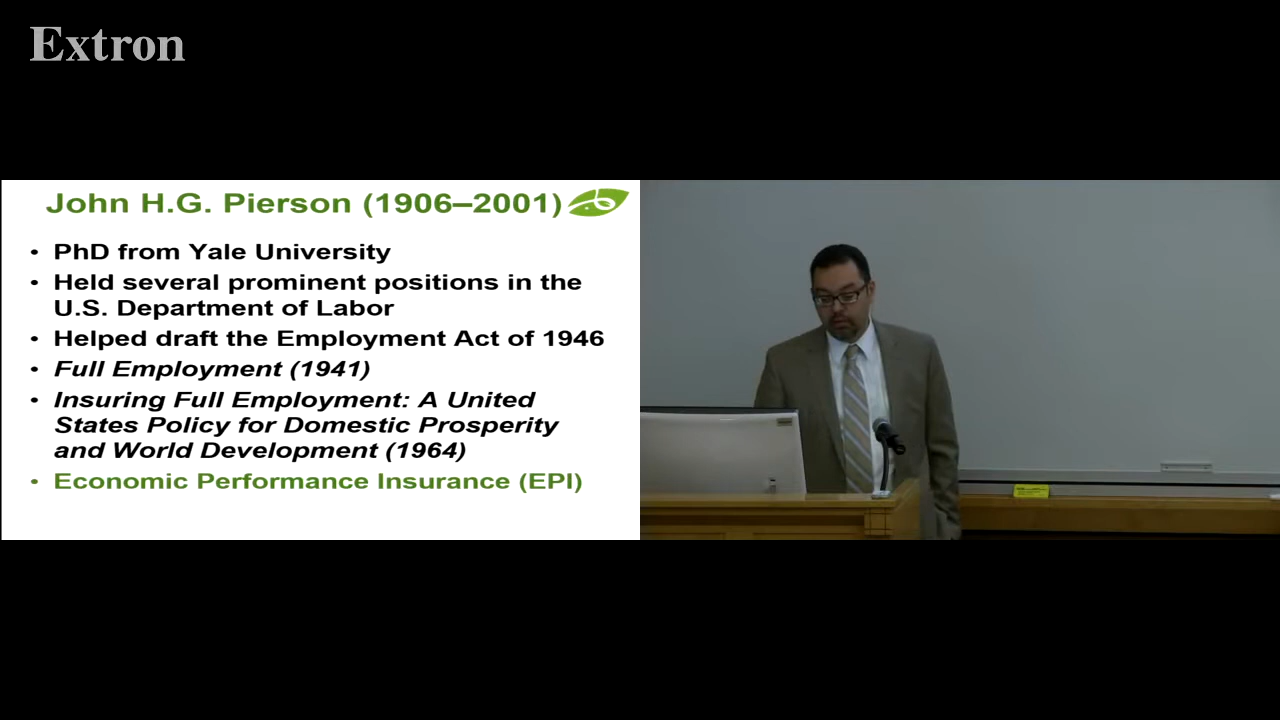 Extron
John H.G. Pierson (1906–2001)
• PhD from Yale University
• Held several prominent positions in the
U.S. Department of Labor
• Helped draft the Employment Act of 1946
• Full Employment (1941)
• Insuring Full Employment: A United
States Policy for Domestic Prosperity
and World Development (1964)
• Economic Performance Insurance (EPI)